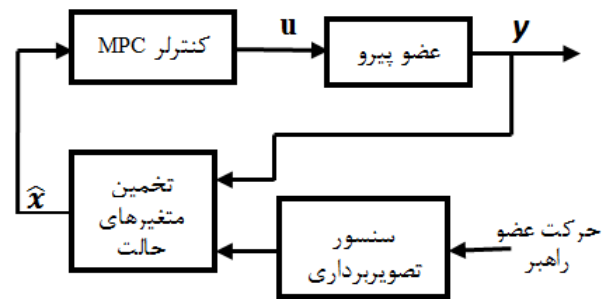 کنترلر MPC
u
عضو پیرو
y
تخمین
متغیرهای
حالت
x̂
سنسور
تصویربرداری
حرکت عضو
راهبر